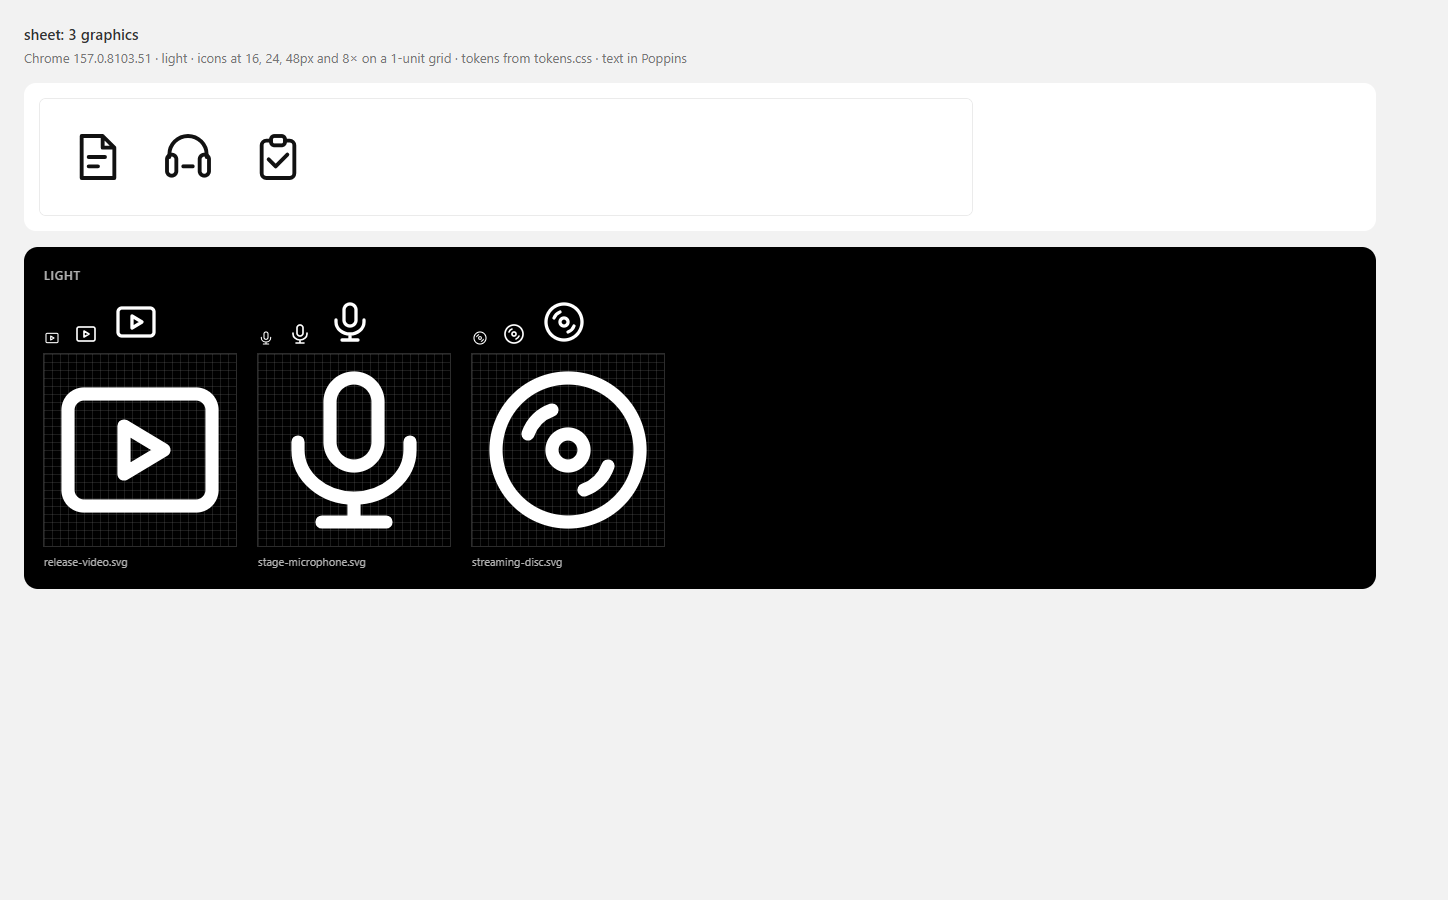 sheet: 3 graphics
Chrome 157.0.8103.51 · light · icons at 16, 24, 48px and 8× on a 1-unit grid · tokens from tokens.css · text in Poppins
LIGHT
release-video.svg
stage-microphone.svg
streaming-disc.svg